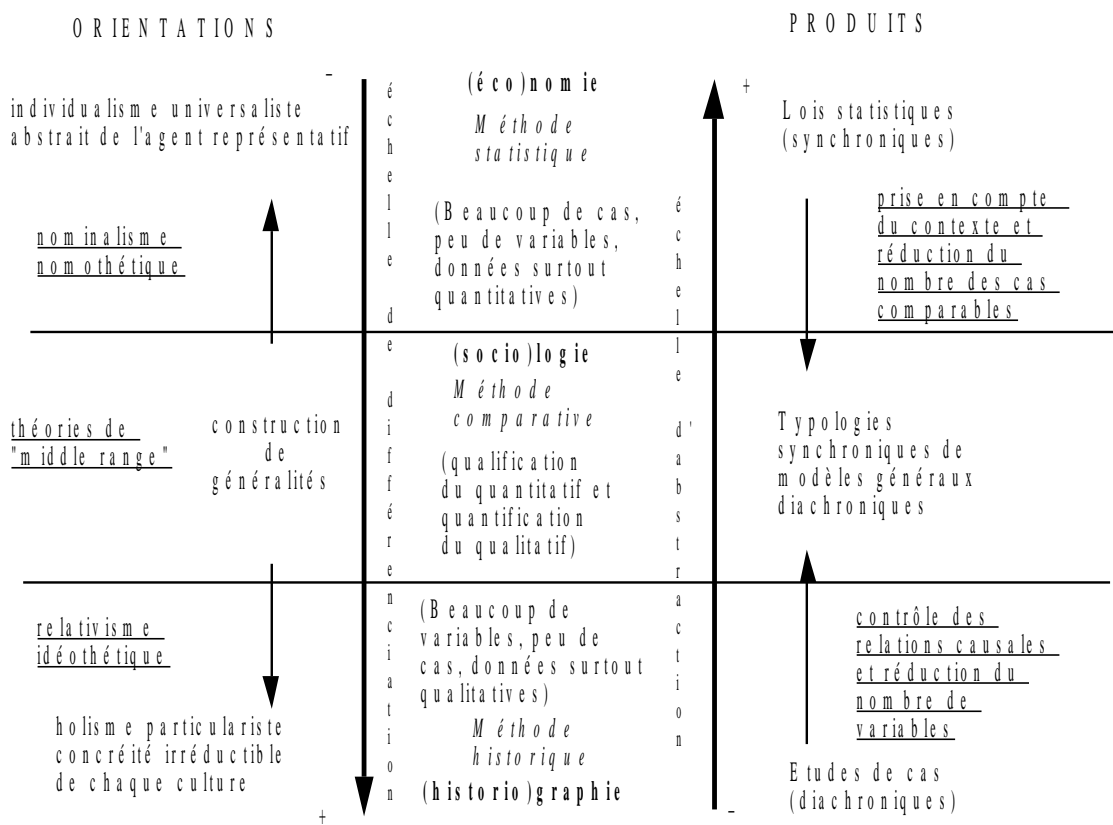 ORIENTATIONS
PRODUITS
–
individualisme universaliste
abstrait de l'agent représentatif
nominalisme
nomothétique
théories de
"middle range"
construction
de
généralités
relativisme
idéothétique
holisme particulariste
concréité irréductible
de chaque culture
+
échelle de différenciation
(éco)nomie
Méthode
statistique
(Beaucoup de cas,
peu de variables,
données surtout
quantitatives)
(socio)logie
Méthode
comparative
(qualification
du quantitatif et
quantification
du qualitatif)
(Beaucoup de
variables, peu de
cas, données surtout
qualitatives)
Méthode
historique
(historio)graphie
échelle d'abstraction
+
Lois statistiques
(synchroniques)
prise en compte
du contexte et
réduction du
nombre des cas
comparables
Typologies
synchroniques de
modèles généraux
diachroniques
contrôle des
relations causales
et réduction du
nombre de
variables
Etudes de cas
(diachroniques)
–